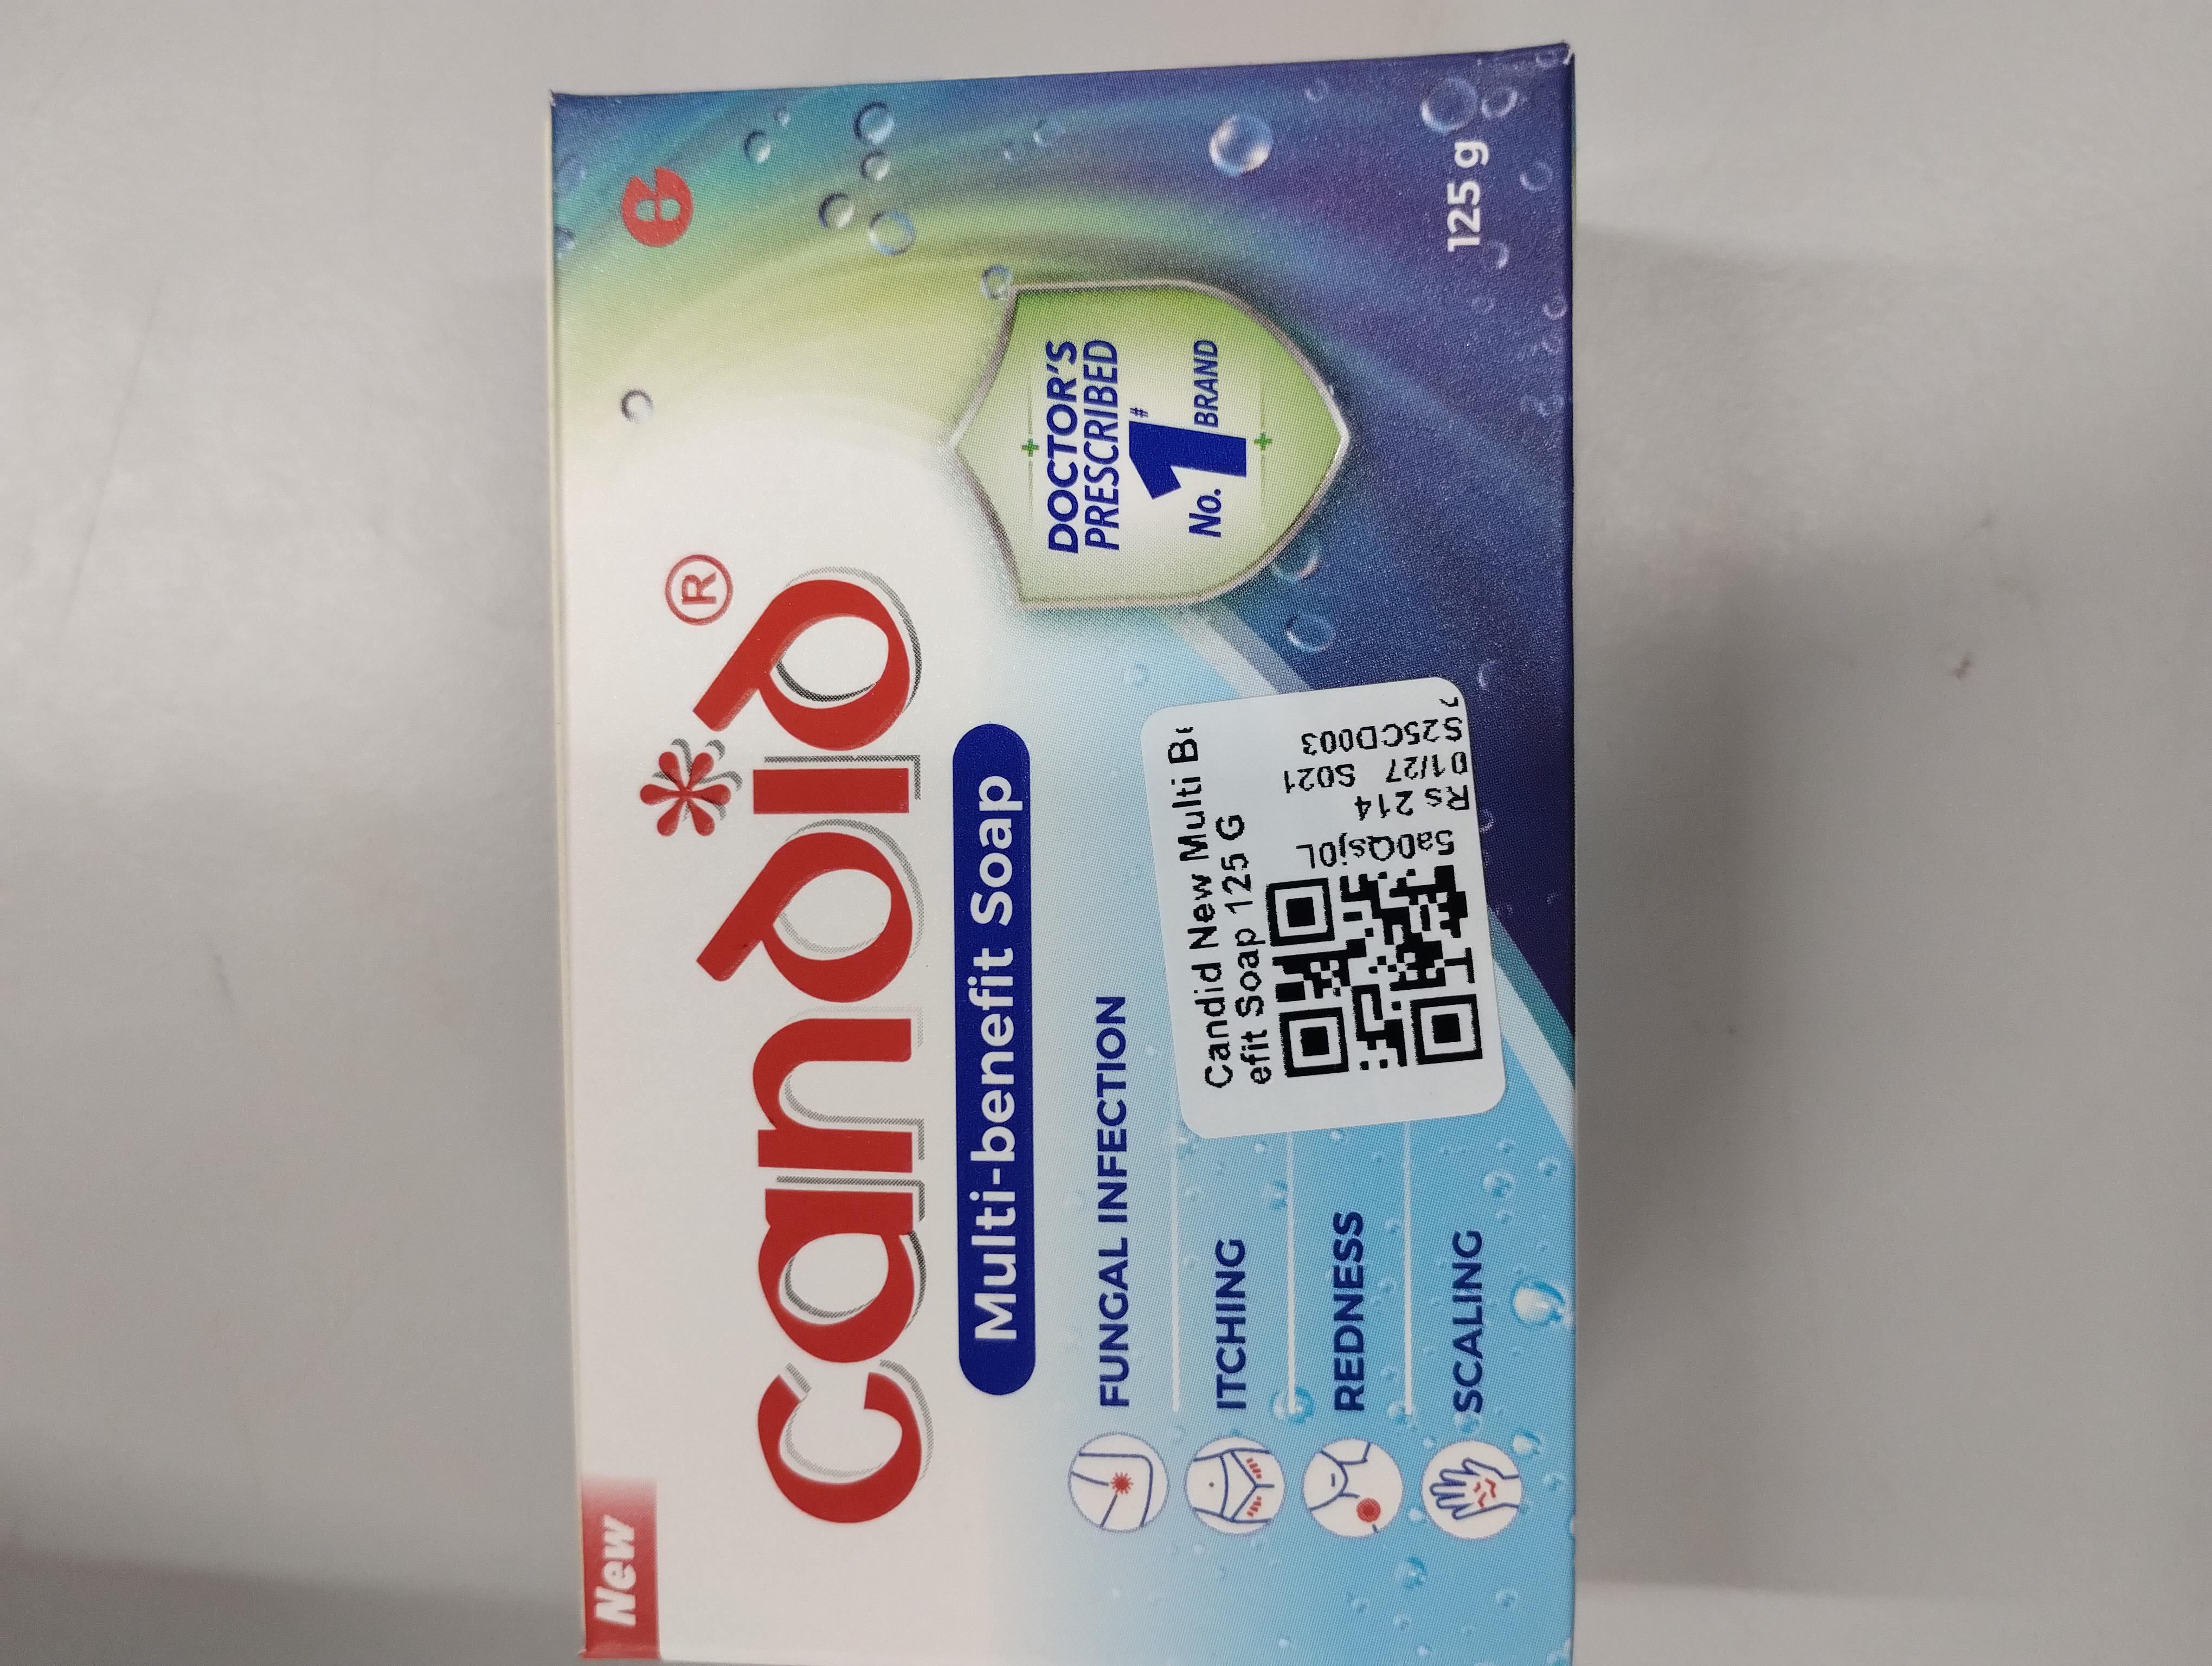 New
candid®
Multi-benefit Soap
FUNGAL INFECTION
ITCHING
REDNESS
SCALING
DOCTOR'S
PRESCRIBED
No. 1# BRAND
125 g
Candid New Multi Be
efit Soap 125 G
5a0Qsj0L
Rs 214
01/27 S021
S25CD003